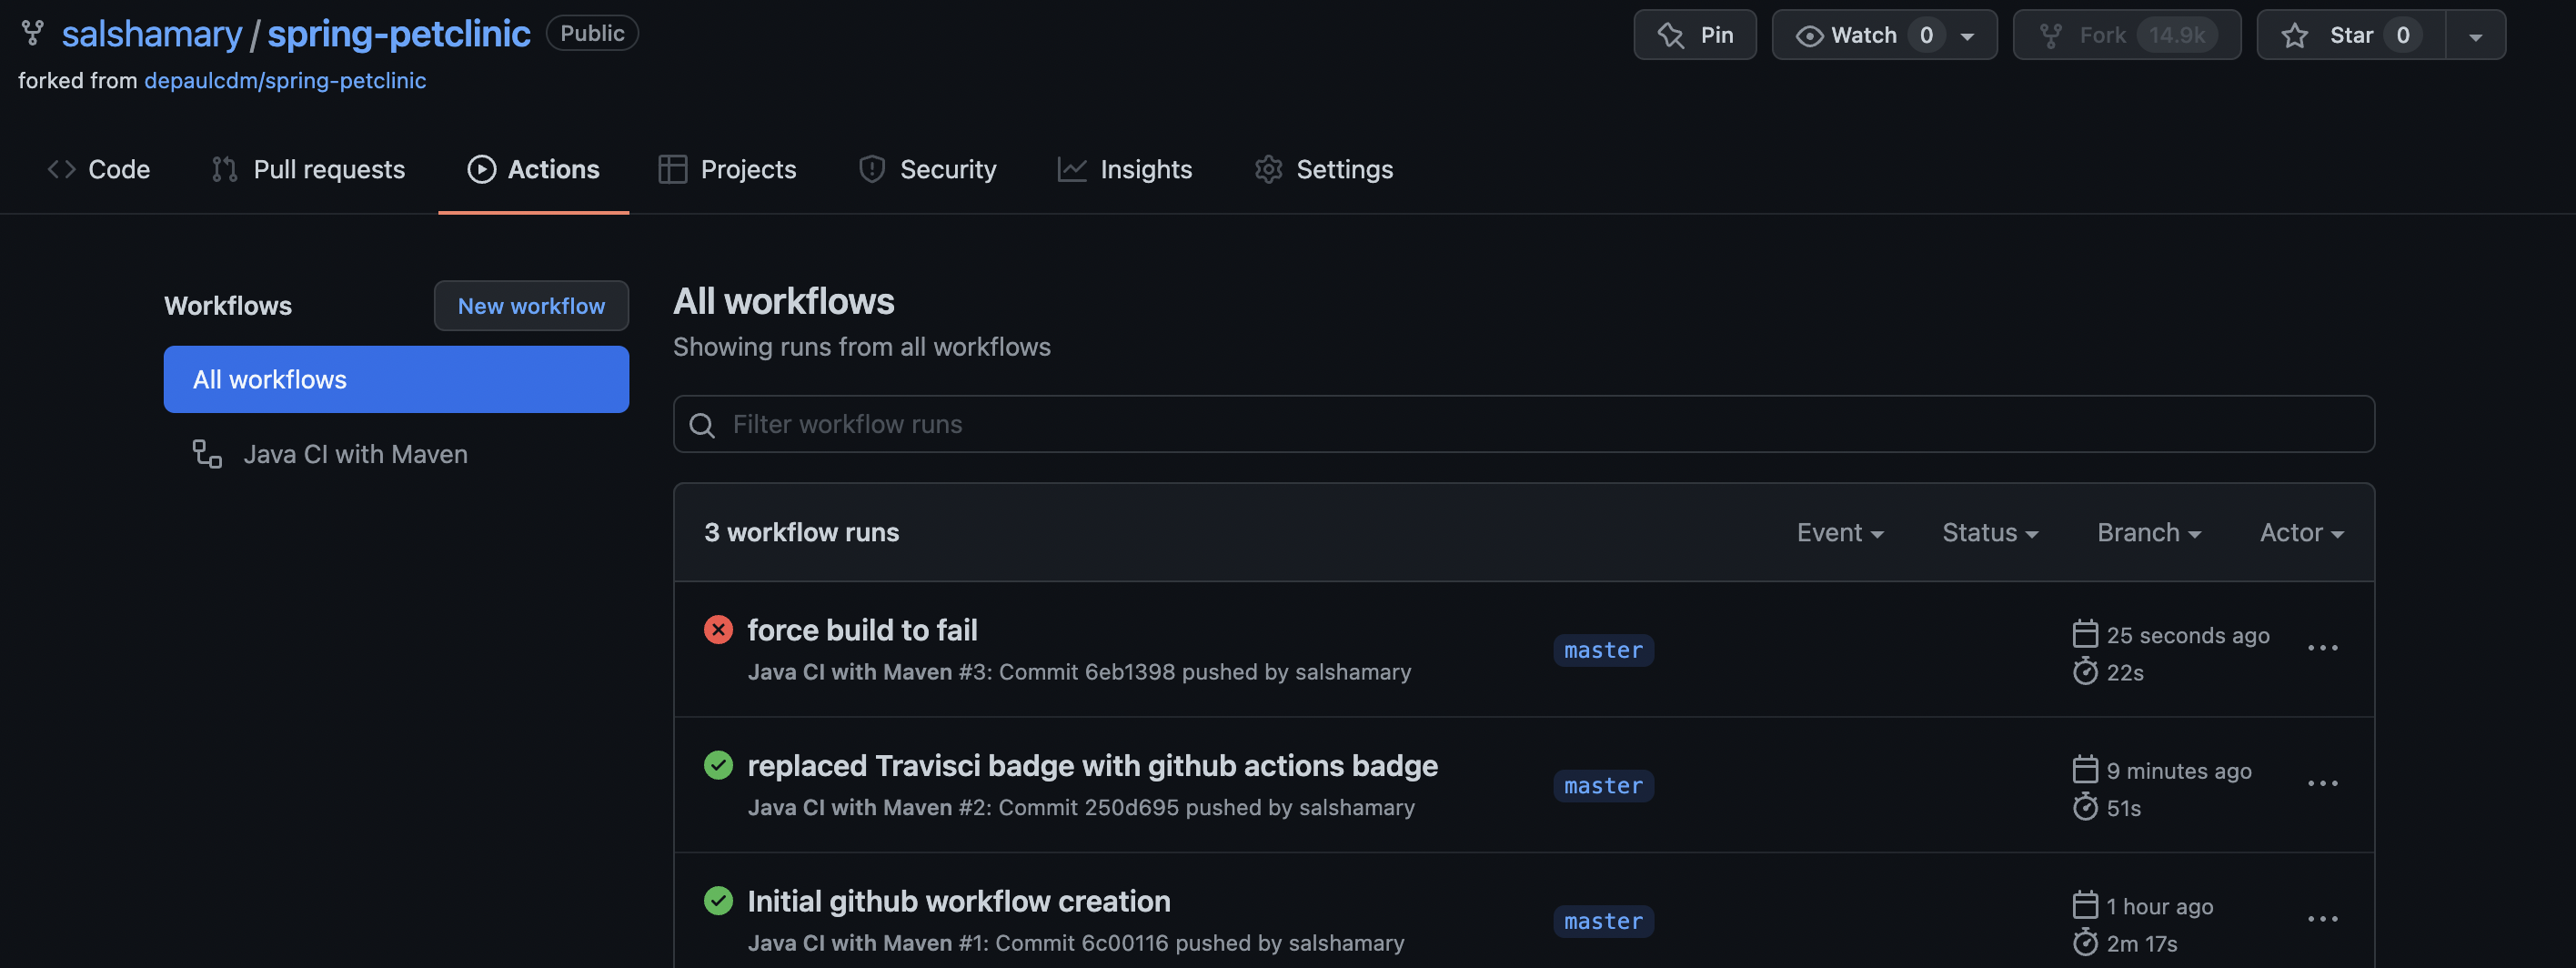 salshamary / spring-petclinic Public
Pin Watch 0 Fork 14.9k Star 0
forked from depaulcdm/spring-petclinic
Code Pull requests Actions Projects Security Insights Settings
Workflows New workflow
All workflows
Java CI with Maven
All workflows
Showing runs from all workflows
Filter workflow runs
3 workflow runs Event Status Branch Actor
force build to fail
Java CI with Maven #3: Commit 6eb1398 pushed by salshamary
master
25 seconds ago
22s
replaced Travisci badge with github actions badge
Java CI with Maven #2: Commit 250d695 pushed by salshamary
master
9 minutes ago
51s
Initial github workflow creation
Java CI with Maven #1: Commit 6c00116 pushed by salshamary
master
1 hour ago
2m 17s